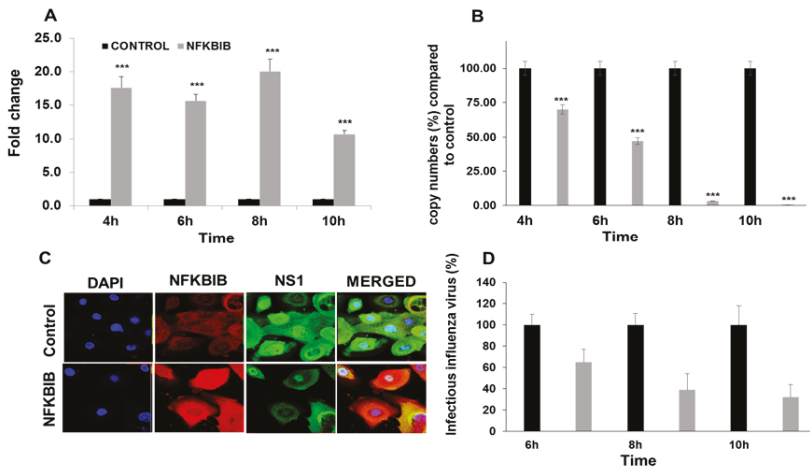 A
Fold change
25.0
20.0
15.0
10.0
5.0
0.0
CONTROL NFKBIB
***
***
***
***
4h 6h 8h 10h
Time
B
copy numbers (%) compared
to control
100.00
75.00
50.00
25.00
0.00
***
***
***
***
4h 6h 8h 10h
Time
C
DAPI NFKBIB NS1 MERGED
Control
NFKBIB
D
Infectious influenza virus (%)
140
120
100
80
60
40
20
0
6h 8h 10h
Time